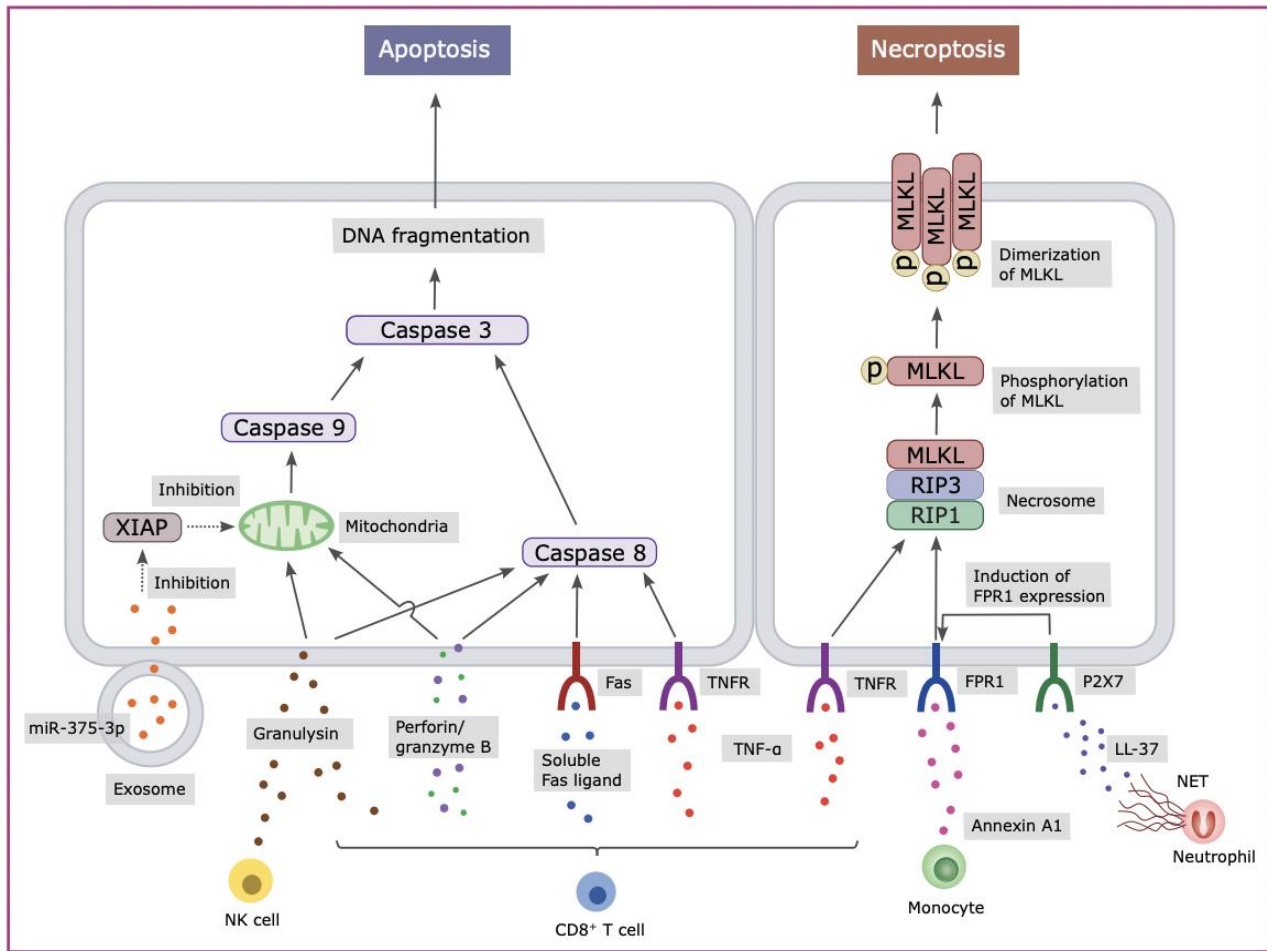 Apoptosis
Necroptosis
DNA fragmentation
Caspase 3
Caspase 9
Inhibition
XIAP
Mitochondria
Inhibition
Caspase 8
miR-375-3p
Exosome
Granulysin
Perforin/
granzyme B
Fas
Soluble
Fas ligand
TNFR
NK cell
CD8⁺ T cell
MLKL
MLKL
MLKL
p
p
p
Dimerization
of MLKL
p
MLKL
Phosphorylation
of MLKL
MLKL
RIP3
RIP1
Necrosome
Induction of
FPR1 expression
TNFR
FPR1
P2X7
TNF-α
LL-37
NET
Annexin A1
Neutrophil
Monocyte